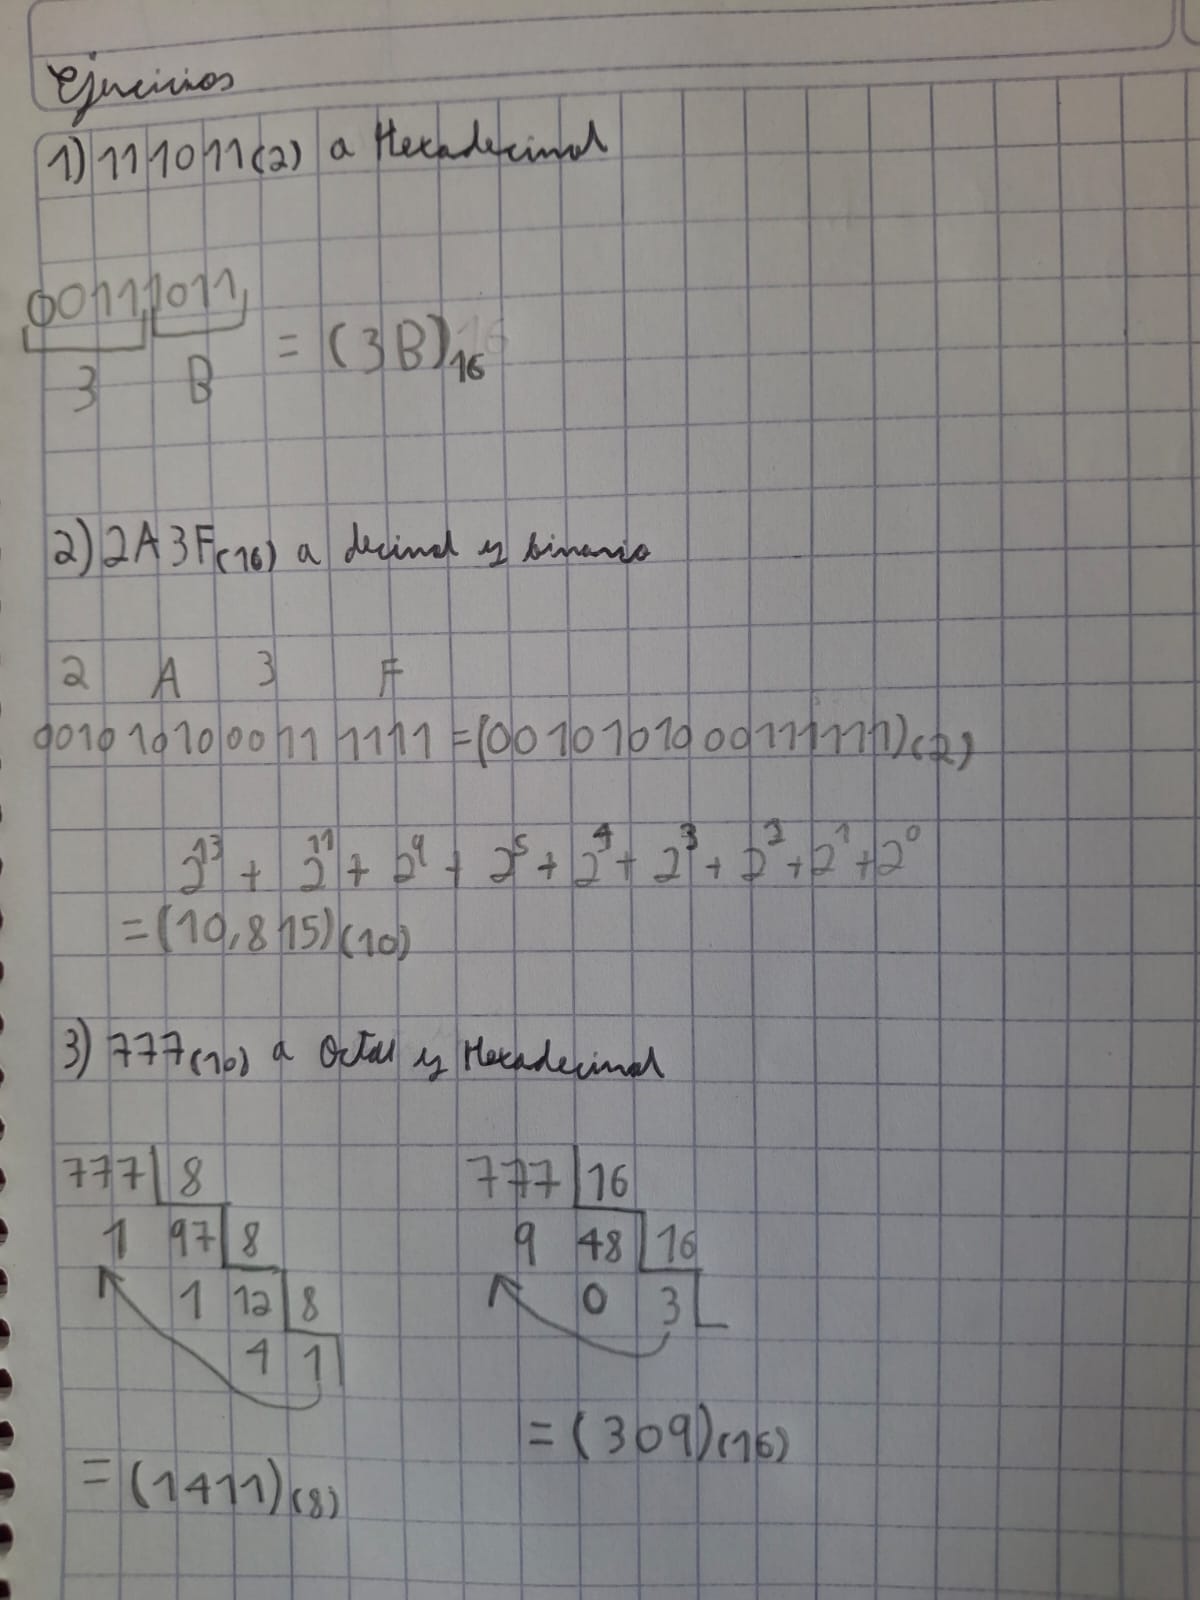 Ejercicios
1) 111011(2) a Hexadecimal
00111011
3 B = (3B)16
2) 2A3F(16) a decimal y binario
2 A 3 F
0010 1010 0011 1111 = (0010101000111111)(2)
2^13 + 2^11 + 2^9 + 2^5 + 2^4 + 2^3 + 2^2 + 2^1 + 2^0
= (10,815)(10)
3) 777(10) a Octal y Hexadecimal
777 8 777 16
1 97 8 9 48 16
1 12 8 0 3
4 1
= (309)(16)
= (1411)(8)